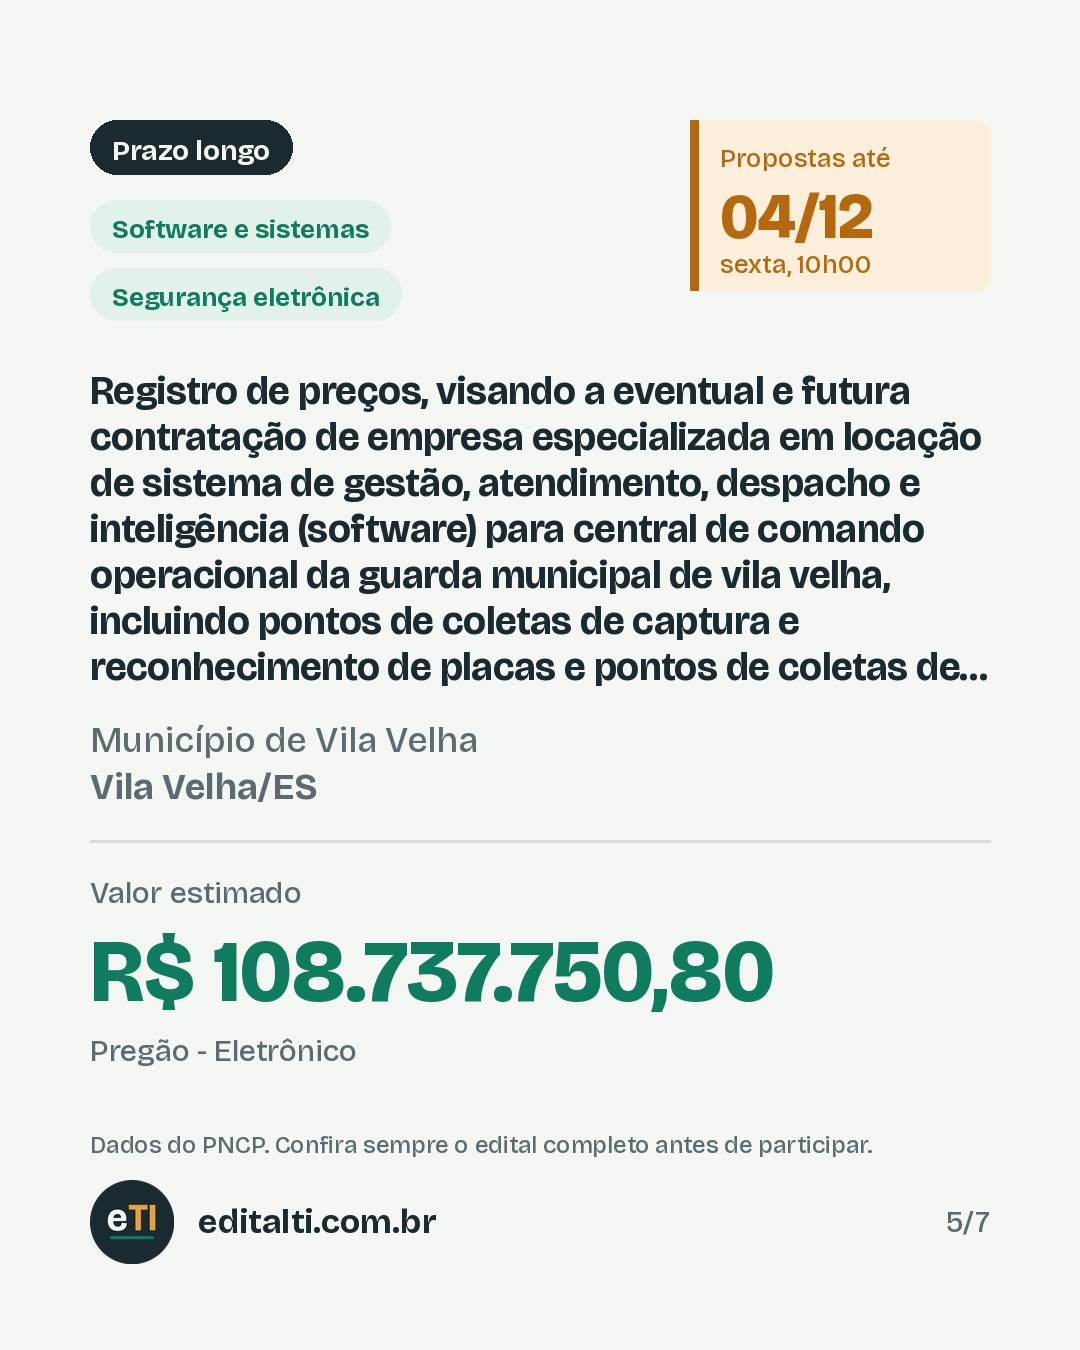 Prazo longo
Software e sistemas
Segurança eletrônica
Propostas até
04/12
sexta, 10h00
Registro de preços, visando a eventual e futura
contratação de empresa especializada em locação
de sistema de gestão, atendimento, despacho e
inteligência (software) para central de comando
operacional da guarda municipal de vila velha,
incluindo pontos de coletas de captura e
reconhecimento de placas e pontos de coletas de...
Município de Vila Velha
Vila Velha/ES
Valor estimado
R$ 108.737.750,80
Pregão - Eletrônico
Dados do PNCP. Confira sempre o edital completo antes de participar.
eTI
editalti.com.br
5/7